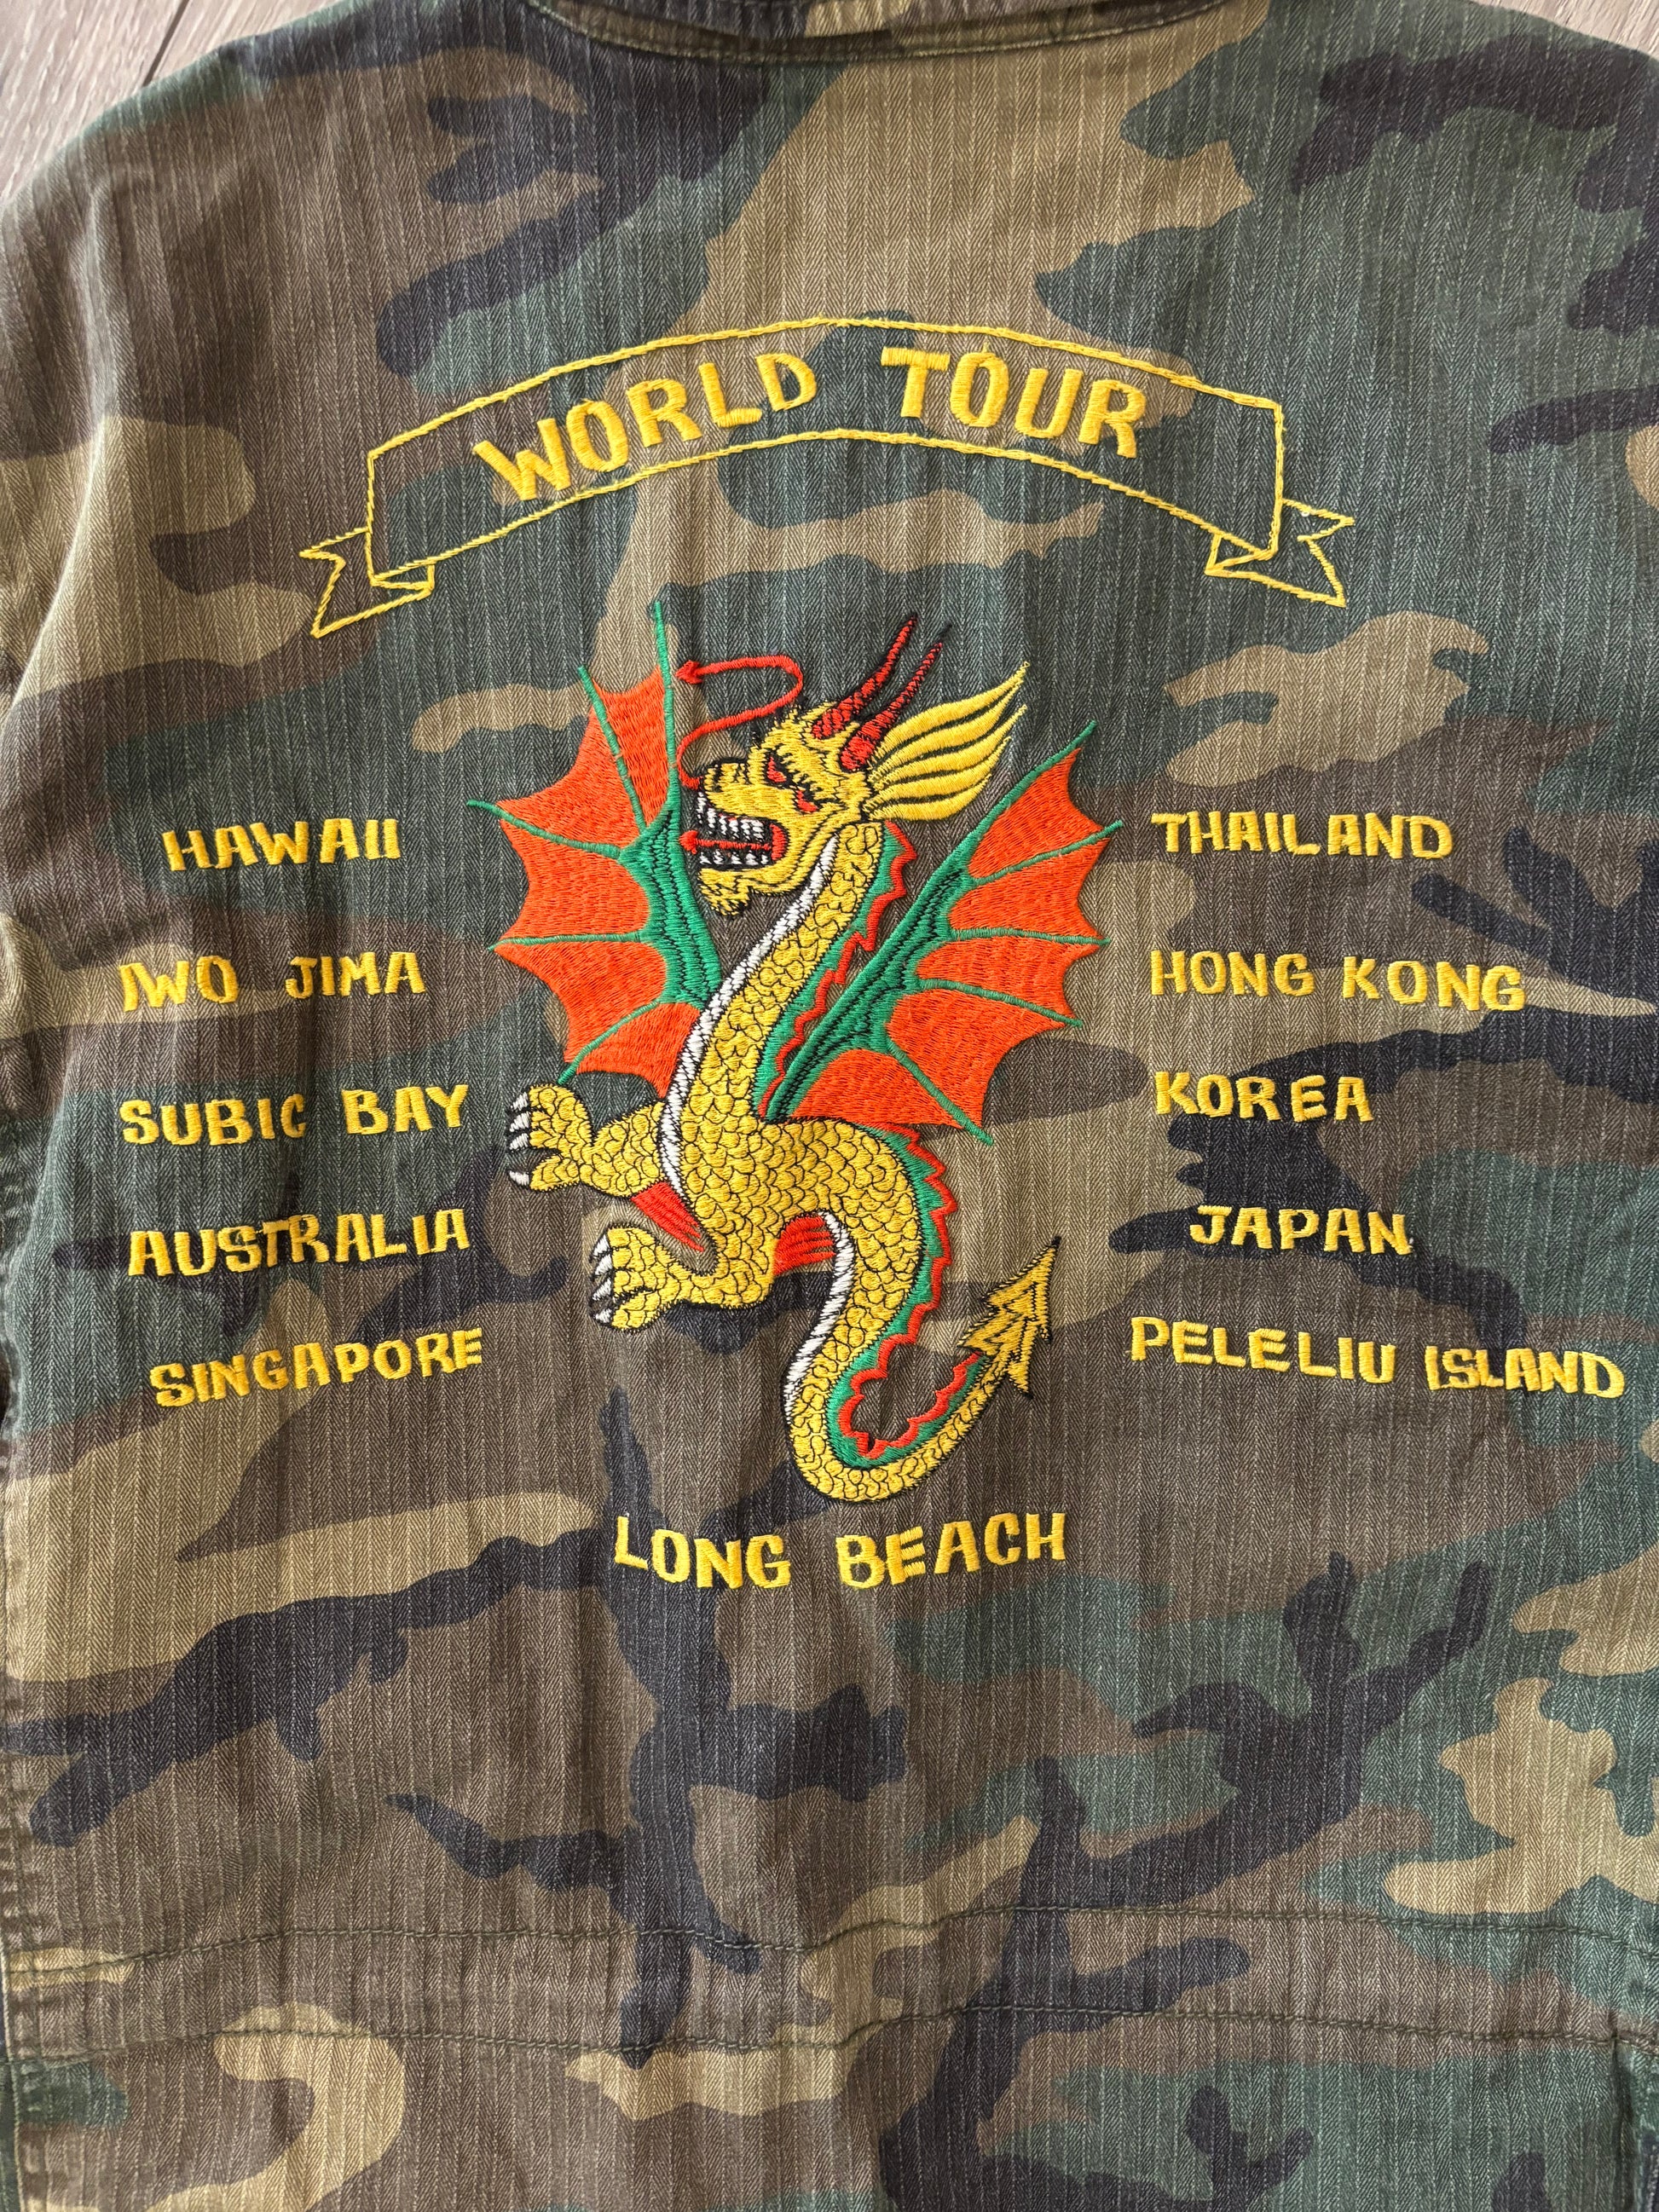 WORLD TOUR
HAWAII
IWO JIMA
SUBIC BAY
AUSTRALIA
SINGAPORE
THAILAND
HONG KONG
KOREA
JAPAN
PELELIU ISLAND
LONG BEACH